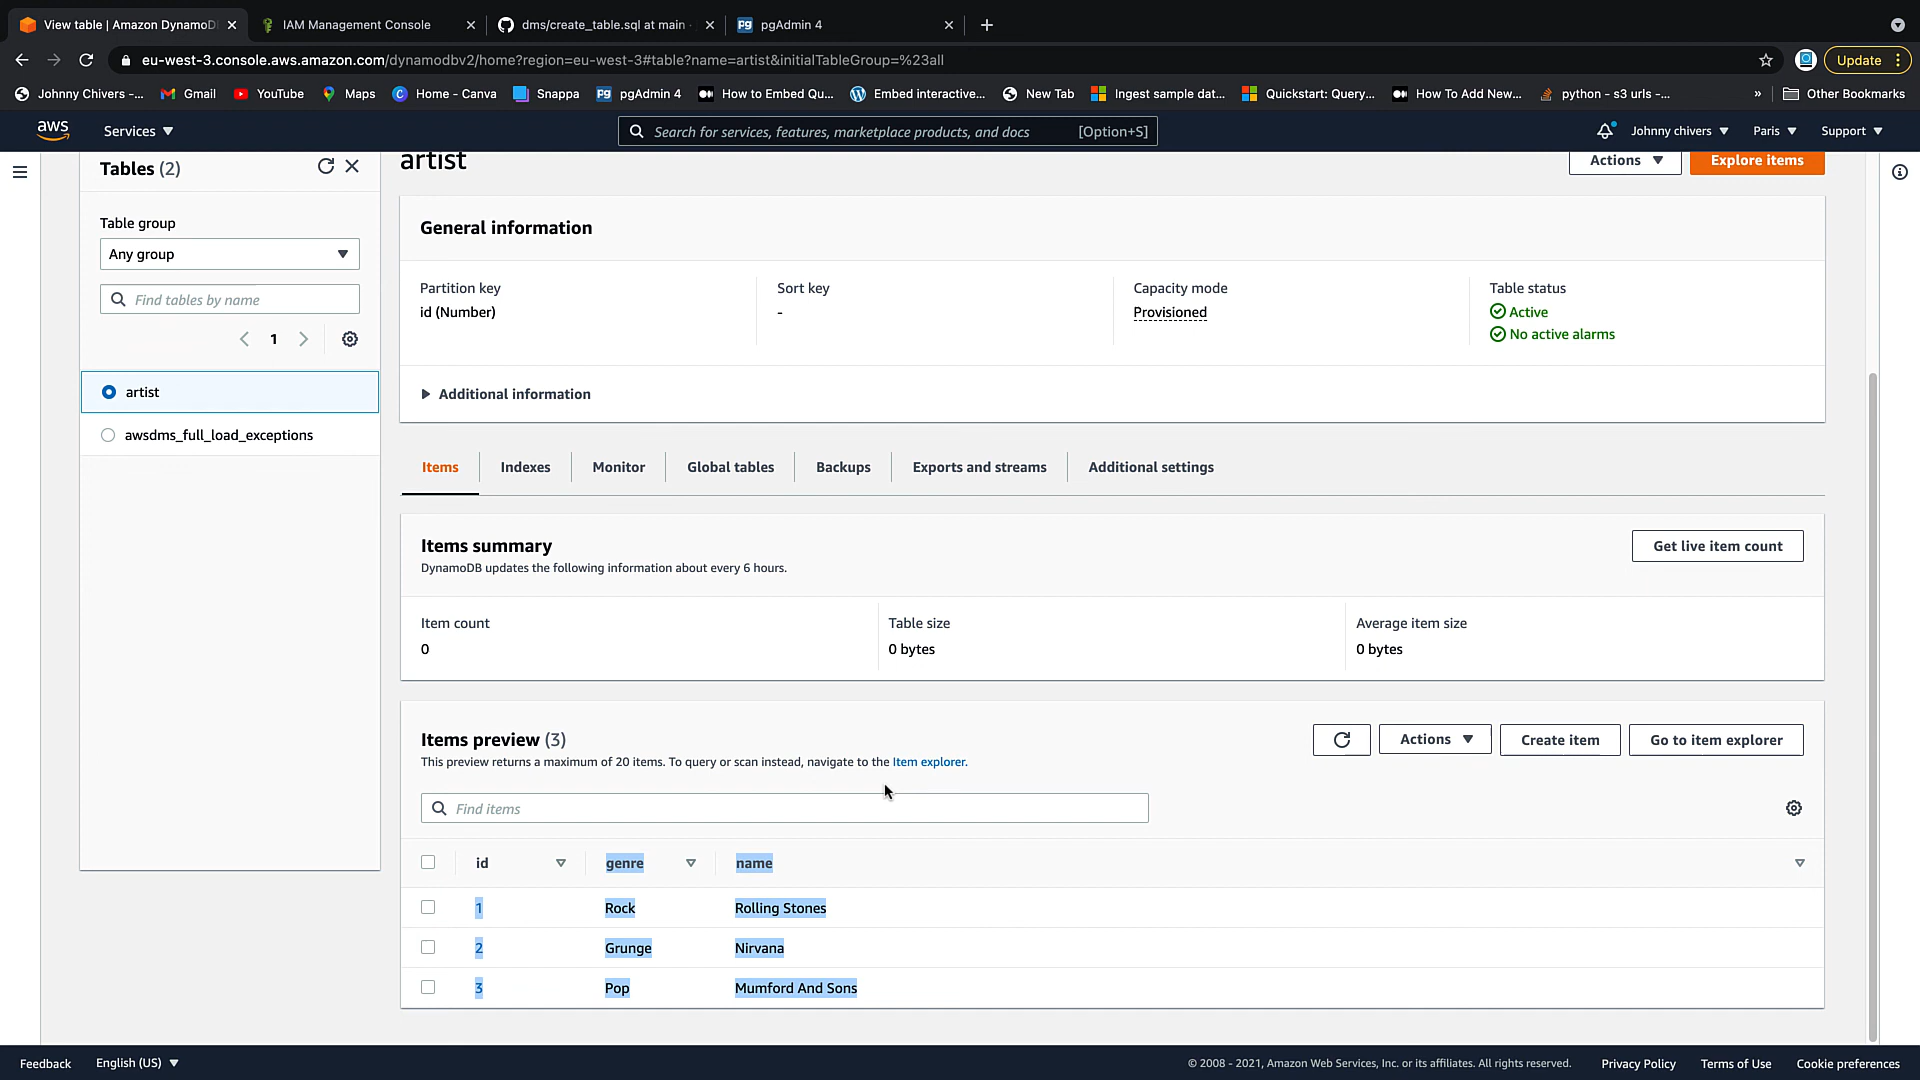 View table | Amazon DynamoD
IAM Management Console
dms/create_table.sql at main ·
pgAdmin 4
eu-west-3.console.aws.amazon.com/dynamodbv2/home?region=eu-west-3#table?name=artist&initialTableGroup=%23all
Update
Johnny Chivers -...
Gmail
YouTube
Maps
Home - Canva
Snappa
pgAdmin 4
How to Embed Qu...
Embed interactive...
New Tab
Ingest sample dat...
Quickstart: Query...
How To Add New...
python - s3 urls -...
»
Other Bookmarks
aws
Services
Search for services, features, marketplace products, and docs
[Option+S]
Johnny chivers
Paris
Support
Tables (2)
Table group
Any group
Find tables by name
1
artist
awsdms_full_load_exceptions
artist
Actions
Explore items
General information
Partition key
id (Number)
Sort key
-
Capacity mode
Provisioned
Table status
Active
No active alarms
Additional information
Items
Indexes
Monitor
Global tables
Backups
Exports and streams
Additional settings
Items summary
DynamoDB updates the following information about every 6 hours.
Get live item count
Item count
0
Table size
0 bytes
Average item size
0 bytes
Items preview (3)
This preview returns a maximum of 20 items. To query or scan instead, navigate to the Item explorer.
Actions
Create item
Go to item explorer
Find items
id genre name
1 Rock Rolling Stones
2 Grunge Nirvana
3 Pop Mumford And Sons
Feedback
English (US)
© 2008 - 2021, Amazon Web Services, Inc. or its affiliates. All rights reserved.
Privacy Policy
Terms of Use
Cookie preferences